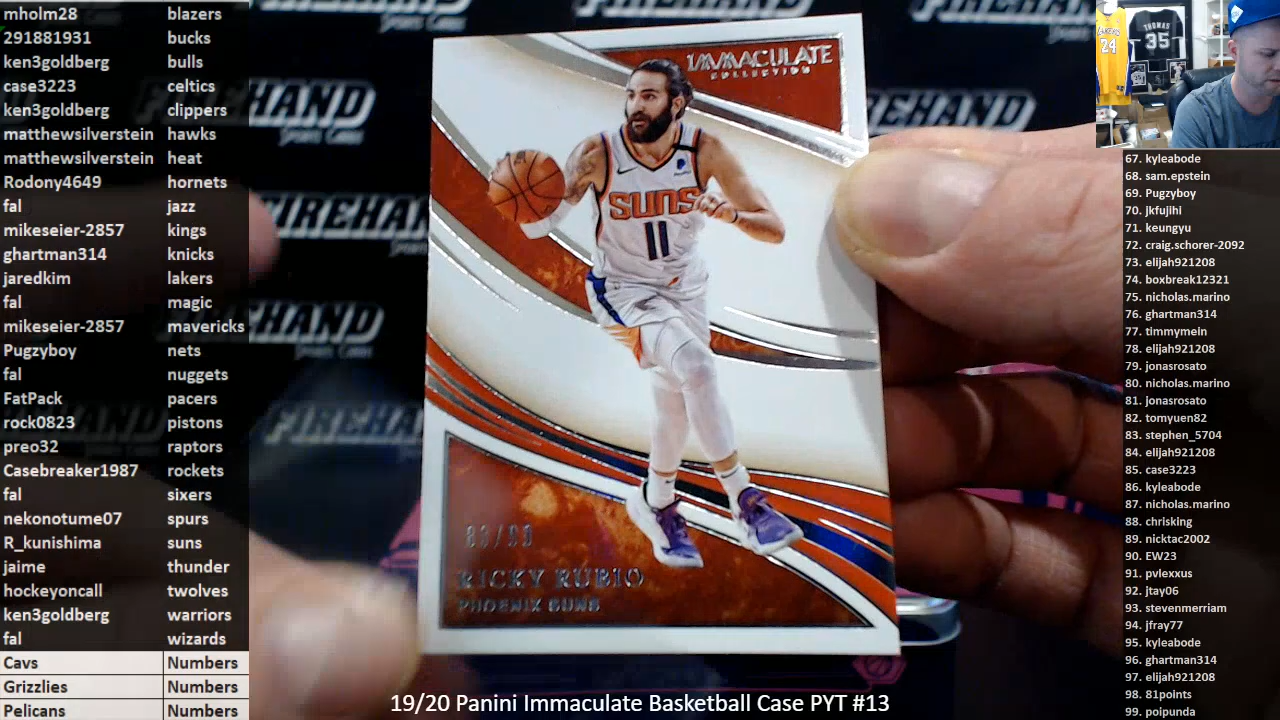 mholm28 blazers
291881931 bucks
ken3goldberg bulls
case3223 celtics
ken3goldberg clippers
matthewsilverstein hawks
matthewsilverstein heat
Rodony4649 hornets
fal jazz
mikeseier-2857 kings
ghartman314 knicks
jaredkim lakers
fal magic
mikeseier-2857 mavericks
Pugzyboy nets
fal nuggets
FatPack pacers
rock0823 pistons
preo32 raptors
Casebreaker1987 rockets
fal sixers
nekonotume07 spurs
R_kunishima suns
jaime thunder
hockeyoncall twolves
ken3goldberg warriors
fal wizards
Cavs Numbers
Grizzlies Numbers
Pelicans Numbers
FIREHAND
IMMACULATE
COLLECTION
SUNS
11
RICKY RUBIO
PHOENIX SUNS
19/20 Panini Immaculate Basketball Case PYT #13
24
THOMAS
35
67. kyleabode
68. sam.epstein
69. Pugzyboy
70. jkfujihi
71. keungyu
72. craig.schorer-2092
73. elijah921208
74. boxbreak12321
75. nicholas.marino
76. ghartman314
77. timmymein
78. elijah921208
79. jonasrosato
80. nicholas.marino
81. jonasrosato
82. tomyuen82
83. stephen_5704
84. elijah921208
85. case3223
86. kyleabode
87. nicholas.marino
88. chrisking
89. nicktac2002
90. EW23
91. pvlexxus
92. jtay06
93. stevenmerriam
94. jfray77
95. kyleabode
96. ghartman314
97. elijah921208
98. 81points
99. poipunda